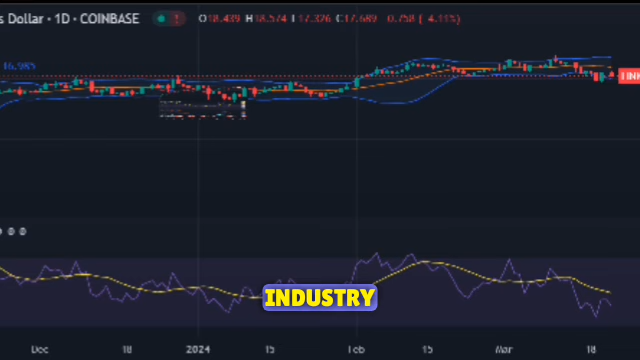 s Dollar · 1D · COINBASE O18.439 H18.574 L17.326 C17.689 -0.758 (-4.11%)
16.985
LINK
INDUSTRY
Dec 18 2024 15 Feb 15 Mar 18